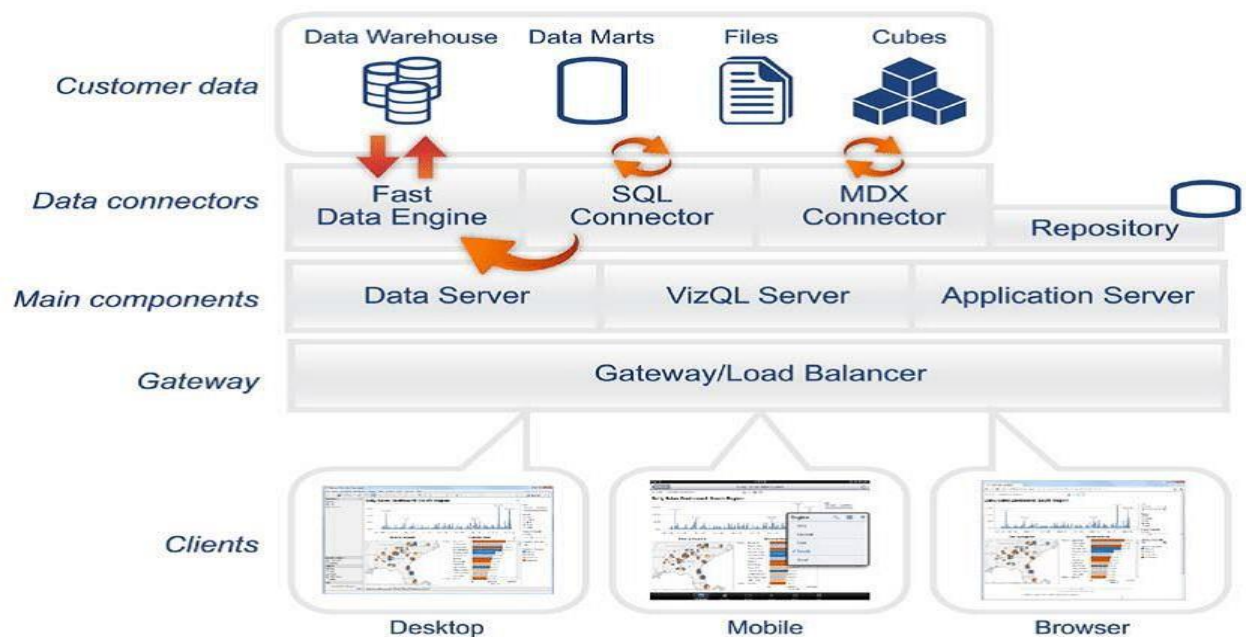 Data Warehouse Data Marts Files Cubes
Customer data
Data connectors
Fast
Data Engine
SQL
Connector
MDX
Connector
Repository
Main components
Data Server VizQL Server Application Server
Gateway
Gateway/Load Balancer
Clients
Desktop Mobile Browser